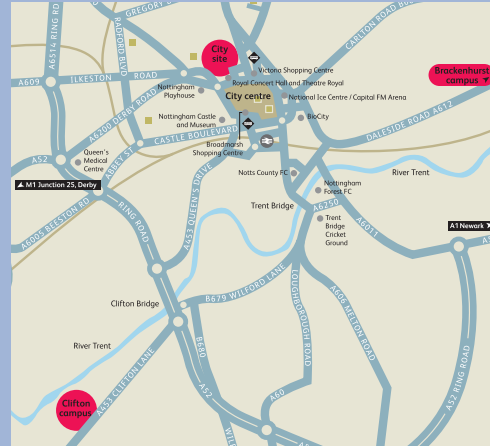 GREGORY B
A6514 RING RD
RADFORD BLVD
CARLTON ROAD
City
site
Victoria Shopping Centre
Brackenhurst
campus
A609
ILKESTON ROAD
Royal Concert Hall and Theatre Royal
Nottingham
Playhouse
City centre
National Ice Centre / Capital FM Arena
A6200 DERBY ROAD
Nottingham Castle
and Museum
BioCity
DALESIDE ROAD A612
CASTLE BOULEVARD
Broadmarsh
Shopping Centre
A52
Queen's
Medical
Centre
ABBEY ST
Notts County FC
River Trent
M1 Junction 25, Derby
Nottingham
Forest FC
A453 QUEEN'S DRIVE
Trent Bridge
A6250
A6005 BEESTON RD
RING ROAD
Trent
Bridge
Cricket
Ground
A6011
A1 Newark
B679 WILFORD LANE
Clifton Bridge
LOUGHBOROUGH ROAD
A606 MELTON ROAD
River Trent
B680
A453 CLIFTON LANE
A52 RING ROAD
Clifton
campus
A52
A60
WIL
A52